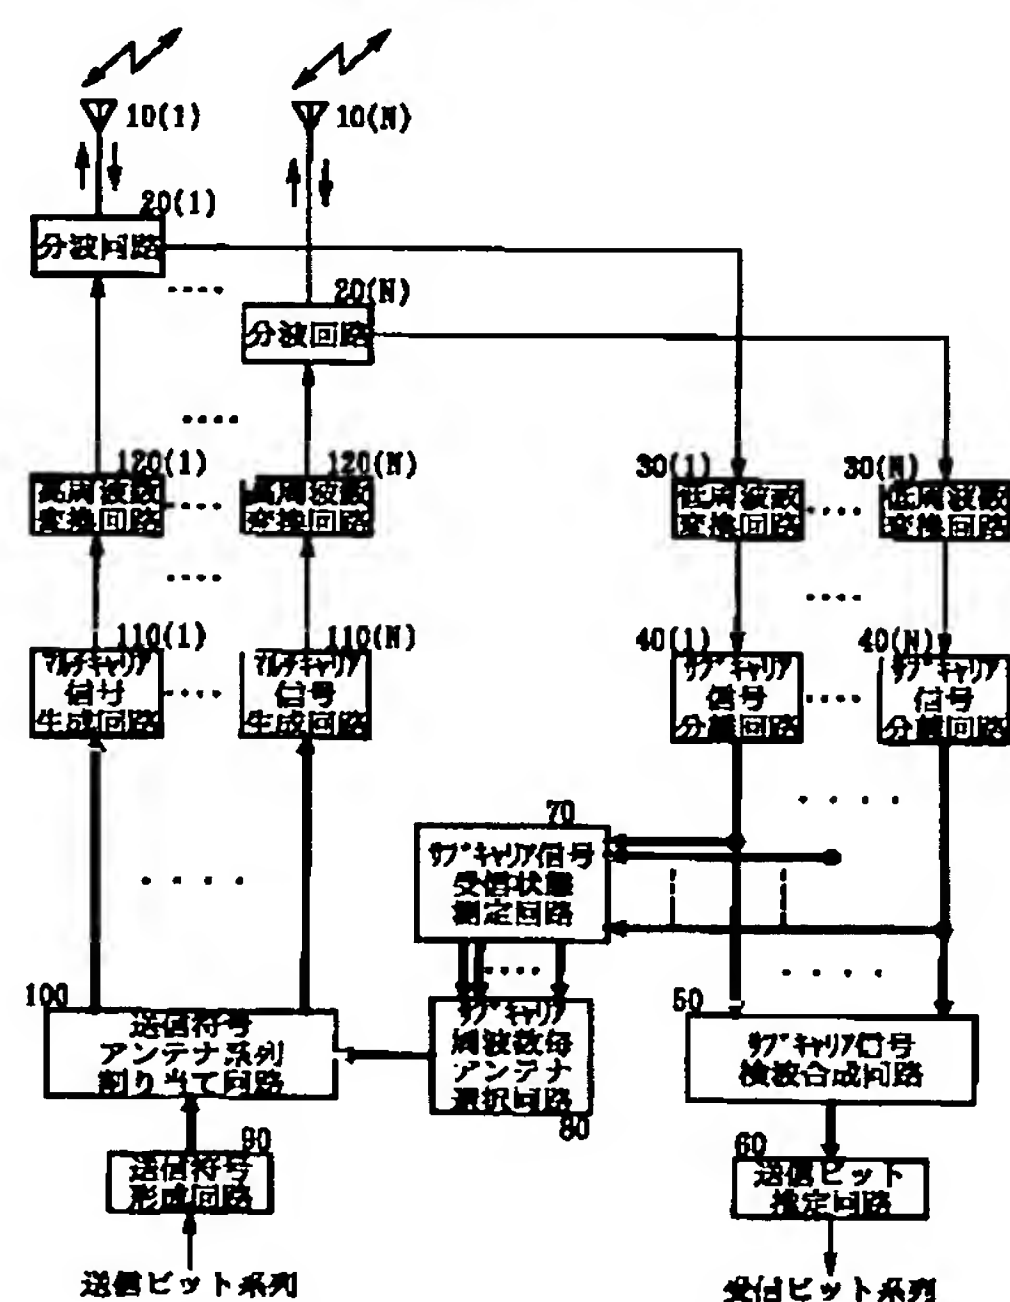 10(1)
10(N)
20(1)
分波回路
20(N)
分波回路
120(1)
高周波数
変換回路
120(N)
高周波数
変換回路
30(1)
低周波数
変換回路
30(N)
低周波数
変換回路
110(1)
マルチキャリア
信号
生成回路
110(N)
マルチキャリア
信号
生成回路
40(1)
サブキャリア
信号
分離回路
40(N)
サブキャリア
信号
分離回路
70
サブキャリア信号
受信状態
測定回路
100
送信符号
アンテナ系列
割り当て回路
サブキャリア
周波数毎
アンテナ
選択回路
80
50
サブキャリア信号
検波合成回路
90
送信符号
形成回路
60
送信ビット
推定回路
送信ビット系列
受信ビット系列